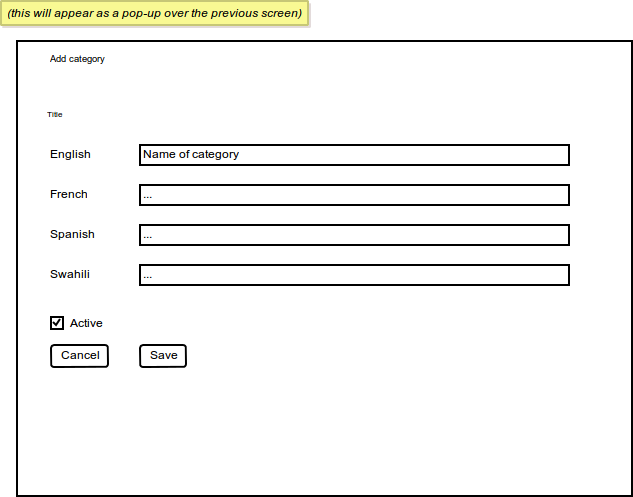 (this will appear as a pop-up over the previous screen)
Add category
Title
English Name of category
French ...
Spanish ...
Swahili ...
Active
Cancel Save